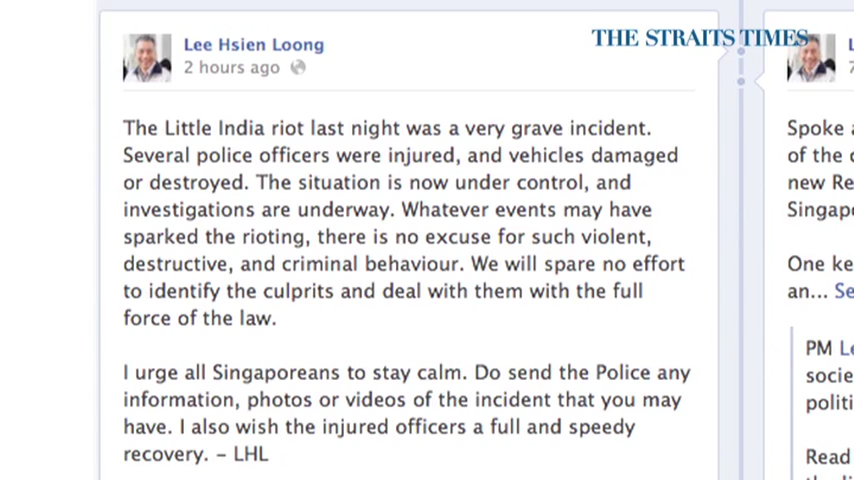 THE STRAITS TIMES
Lee Hsien Loong
2 hours ago
The Little India riot last night was a very grave incident.
Several police officers were injured, and vehicles damaged
or destroyed. The situation is now under control, and
investigations are underway. Whatever events may have
sparked the rioting, there is no excuse for such violent,
destructive, and criminal behaviour. We will spare no effort
to identify the culprits and deal with them with the full
force of the law.
I urge all Singaporeans to stay calm. Do send the Police any
information, photos or videos of the incident that you may
have. I also wish the injured officers a full and speedy
recovery. – LHL
L
7
Spoke a
of the
new Re
Singap
One ke
an... Se
PM Le
socie
politi
Read